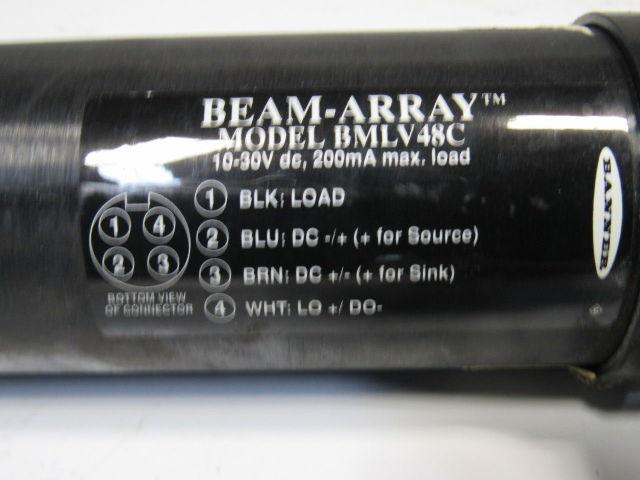 BEAM-ARRAY™
MODEL BMLV48C
10-30V dc, 200mA max. load
1 BLK: LOAD
2 BLU: DC -/+ (+ for Source)
3 BRN: DC +/- (+ for Sink)
4 WHT: LO +/ DO-
1 4
2 3
BOTTOM VIEW
OF CONNECTOR
BANNER
®